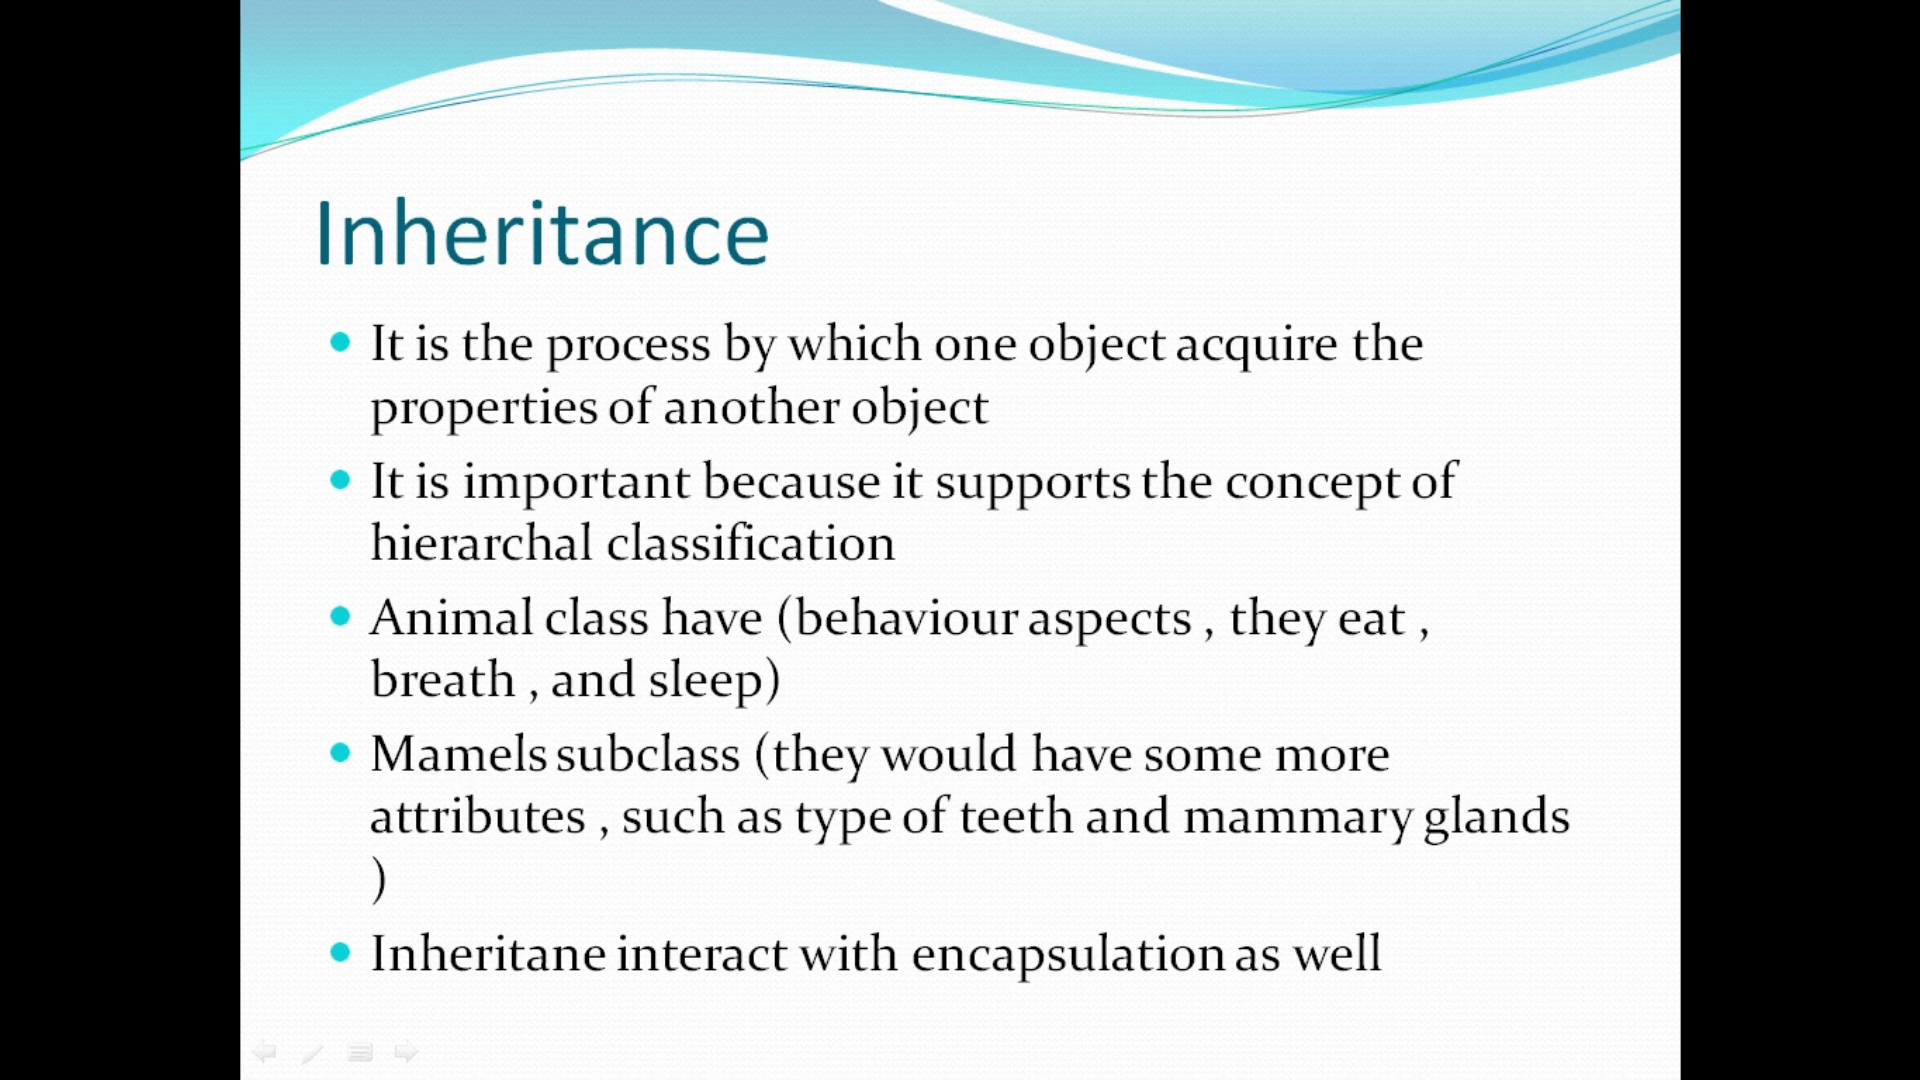 Inheritance
It is the process by which one object acquire the
properties of another object
It is important because it supports the concept of
hierarchal classification
Animal class have (behaviour aspects , they eat ,
breath , and sleep)
Mamels subclass (they would have some more
attributes , such as type of teeth and mammary glands
)
Inheritane interact with encapsulation as well